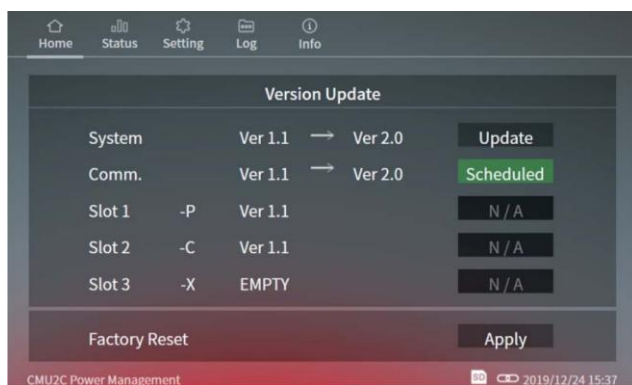 Home Status Setting Log Info
Version Update
System Ver 1.1 → Ver 2.0 Update
Comm. Ver 1.1 → Ver 2.0 Scheduled
Slot 1 -P Ver 1.1 N/A
Slot 2 -C Ver 1.1 N/A
Slot 3 -X EMPTY N/A
Factory Reset Apply
CMU2C Power Management SD 2019/12/24 15:37